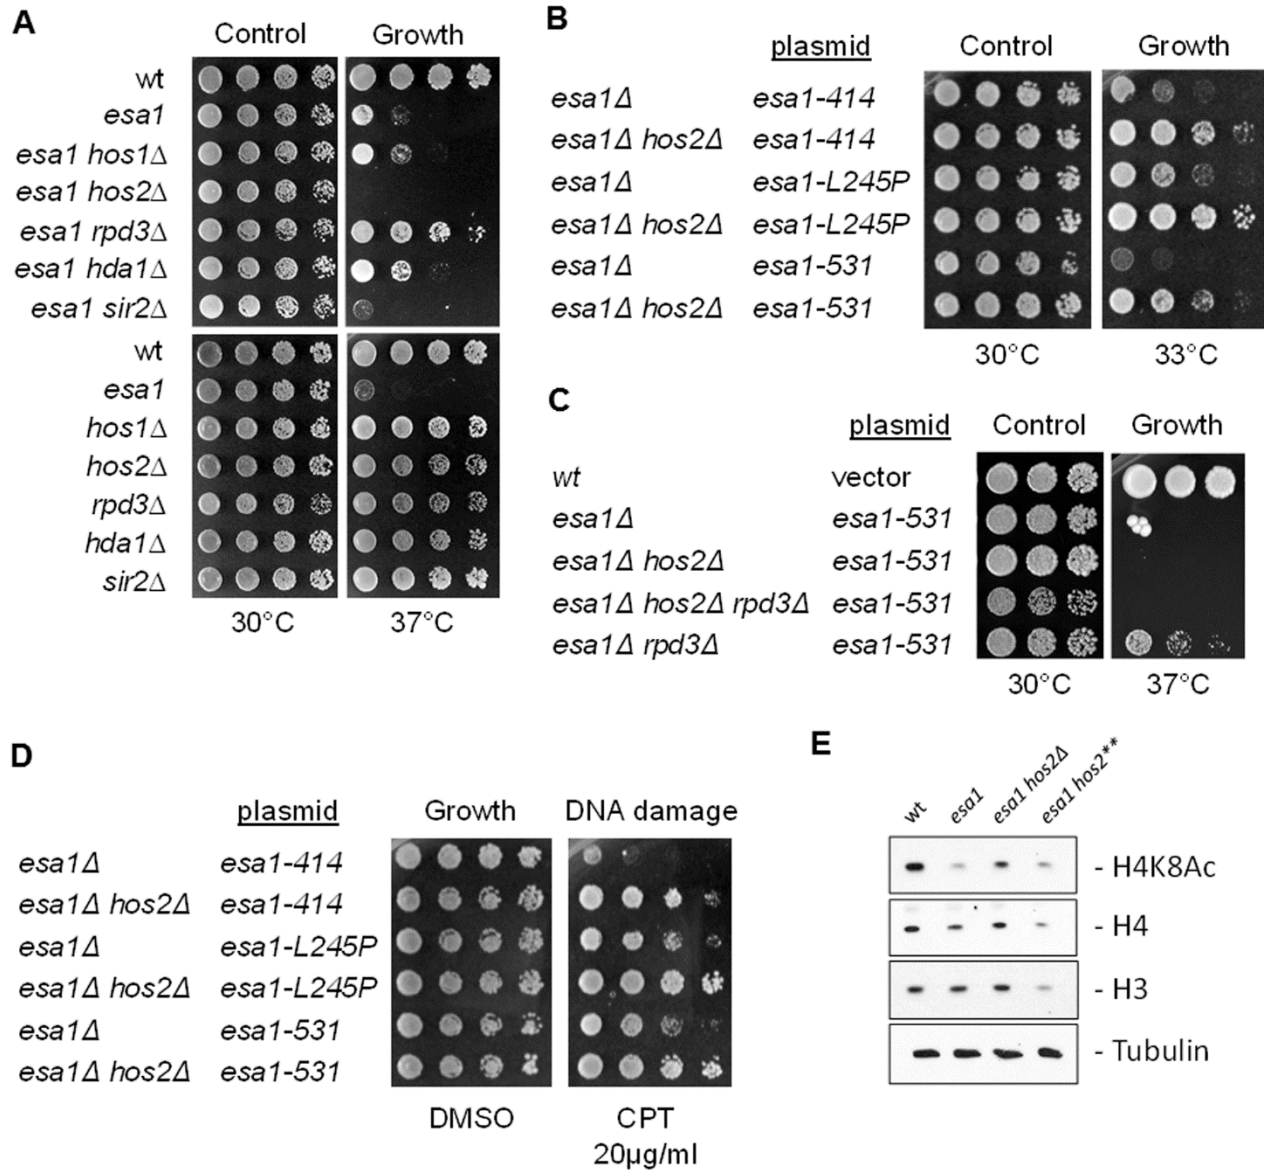 A
Control Growth
wt
esa1
esa1 hos1Δ
esa1 hos2Δ
esa1 rpd3Δ
esa1 hda1Δ
esa1 sir2Δ
wt
esa1
hos1Δ
hos2Δ
rpd3Δ
hda1Δ
sir2Δ
30°C 37°C
B
plasmid Control Growth
esa1Δ esa1-414
esa1Δ hos2Δ esa1-414
esa1Δ esa1-L245P
esa1Δ hos2Δ esa1-L245P
esa1Δ esa1-531
esa1Δ hos2Δ esa1-531
30°C 33°C
C
plasmid Control Growth
wt vector
esa1Δ esa1-531
esa1Δ hos2Δ esa1-531
esa1Δ hos2Δ rpd3Δ esa1-531
esa1Δ rpd3Δ esa1-531
30°C 37°C
D
plasmid Growth DNA damage
esa1Δ esa1-414
esa1Δ hos2Δ esa1-414
esa1Δ esa1-L245P
esa1Δ hos2Δ esa1-L245P
esa1Δ esa1-531
esa1Δ hos2Δ esa1-531
DMSO CPT
20µg/ml
E
wt esa1 esa1 hos2Δ esa1 hos2**
- H4K8Ac
- H4
- H3
- Tubulin